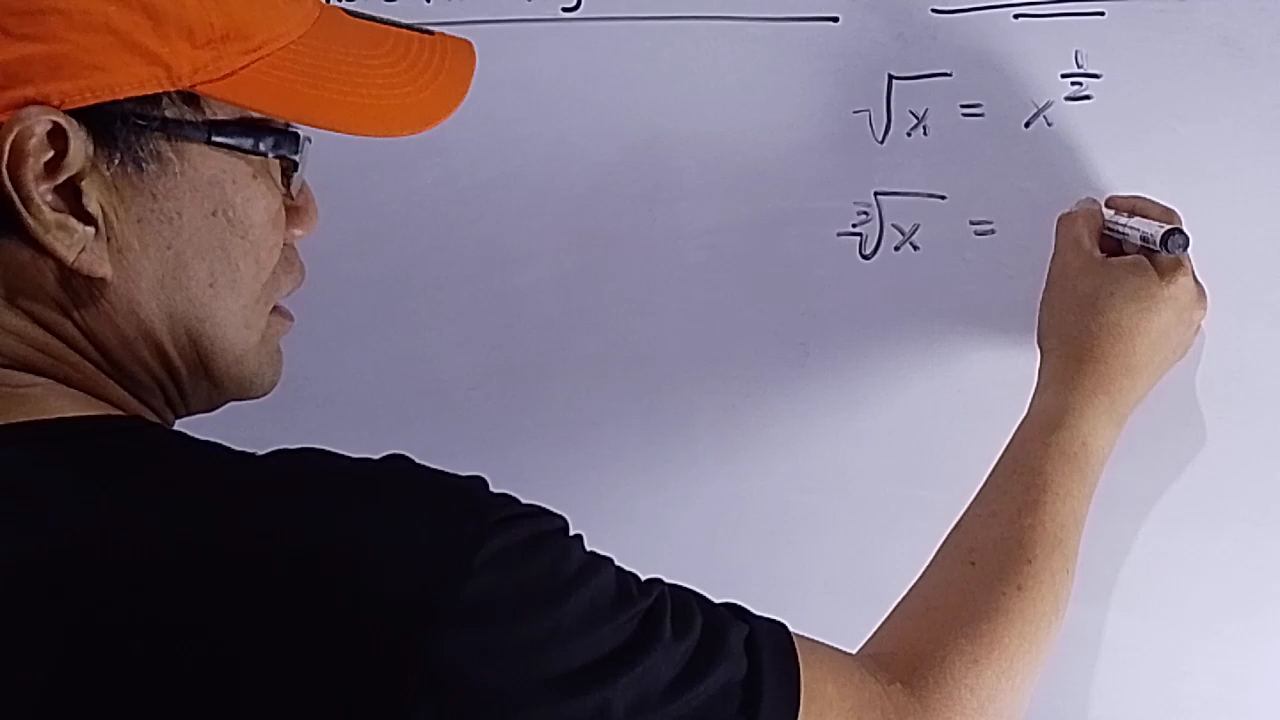 √x = x^(1/2)
∛x =